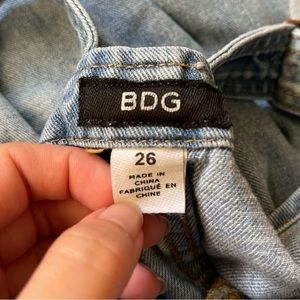 BDG
26
MADE IN
CHINA
FABRIQUÉ EN
CHINE